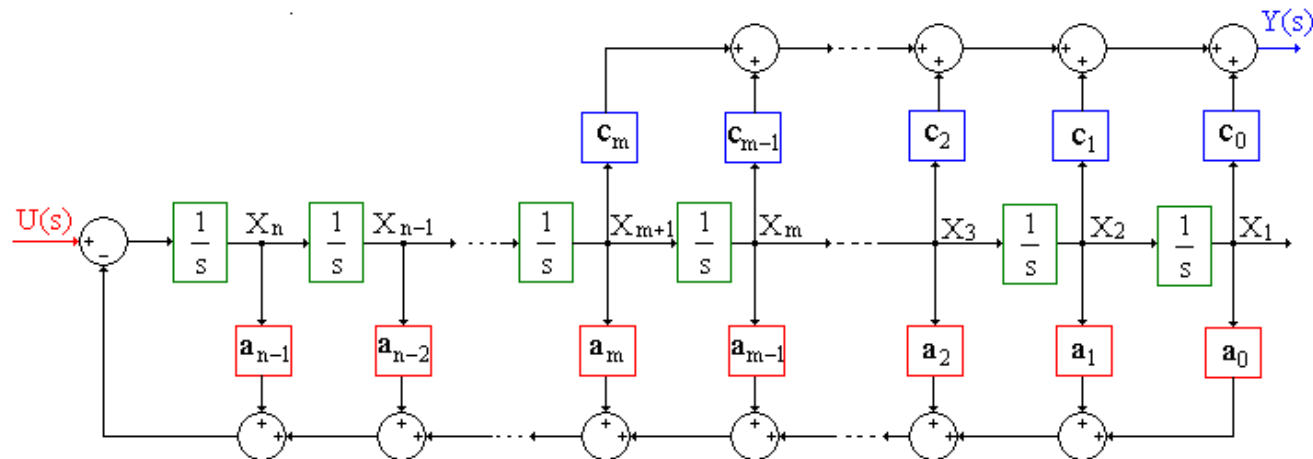 Y(s)
+ + + + + + + +
c_m c_{m-1} c_2 c_1 c_0
U(s) + − 1/s X_n 1/s X_{n-1} 1/s X_{m+1} 1/s X_m X_3 1/s X_2 1/s X_1
a_{n-1} a_{n-2} a_m a_{m-1} a_2 a_1 a_0
+ + + + + + + + + + + +